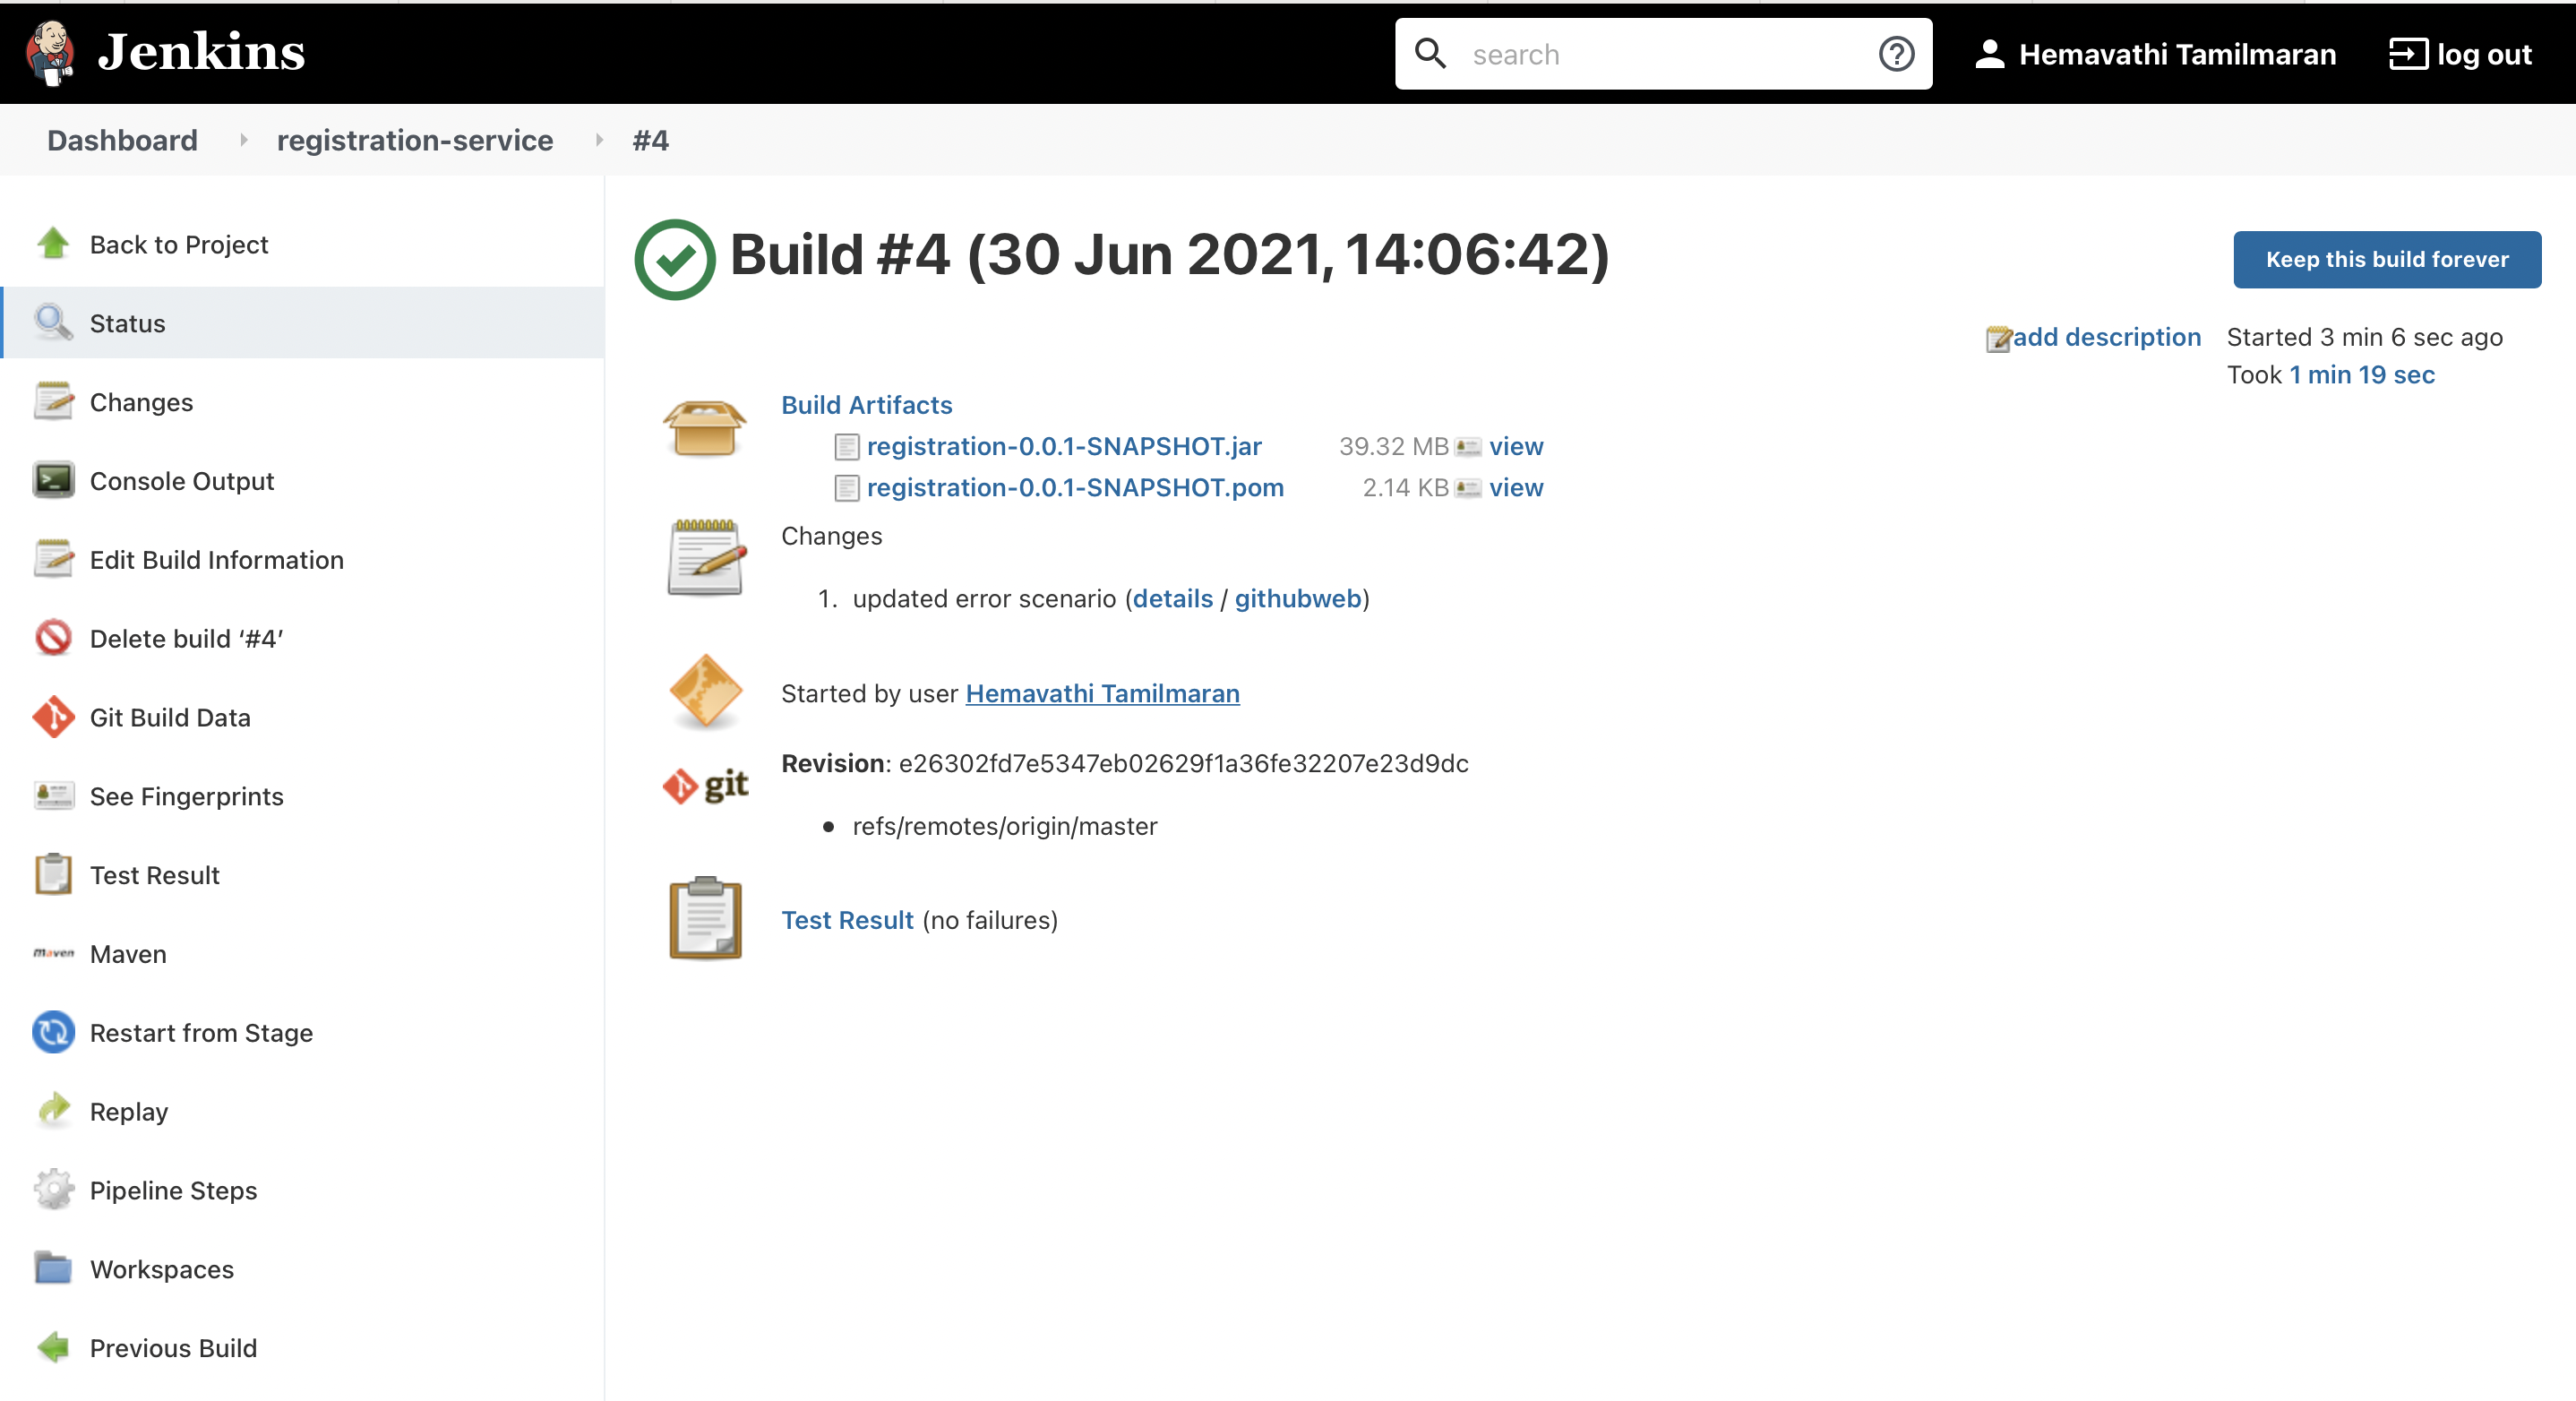 Jenkins
search
Hemavathi Tamilmaran
log out
Dashboard
registration-service
#4
Back to Project
Status
Changes
Console Output
Edit Build Information
Delete build ‘#4’
Git Build Data
See Fingerprints
Test Result
maven Maven
Restart from Stage
Replay
Pipeline Steps
Workspaces
Previous Build
Build #4 (30 Jun 2021, 14:06:42)
Keep this build forever
add description
Started 3 min 6 sec ago
Took 1 min 19 sec
Build Artifacts
registration-0.0.1-SNAPSHOT.jar 39.32 MB view
registration-0.0.1-SNAPSHOT.pom 2.14 KB view
Changes
1. updated error scenario (details / githubweb)
Started by user Hemavathi Tamilmaran
git
Revision: e26302fd7e5347eb02629f1a36fe32207e23d9dc
• refs/remotes/origin/master
Test Result (no failures)